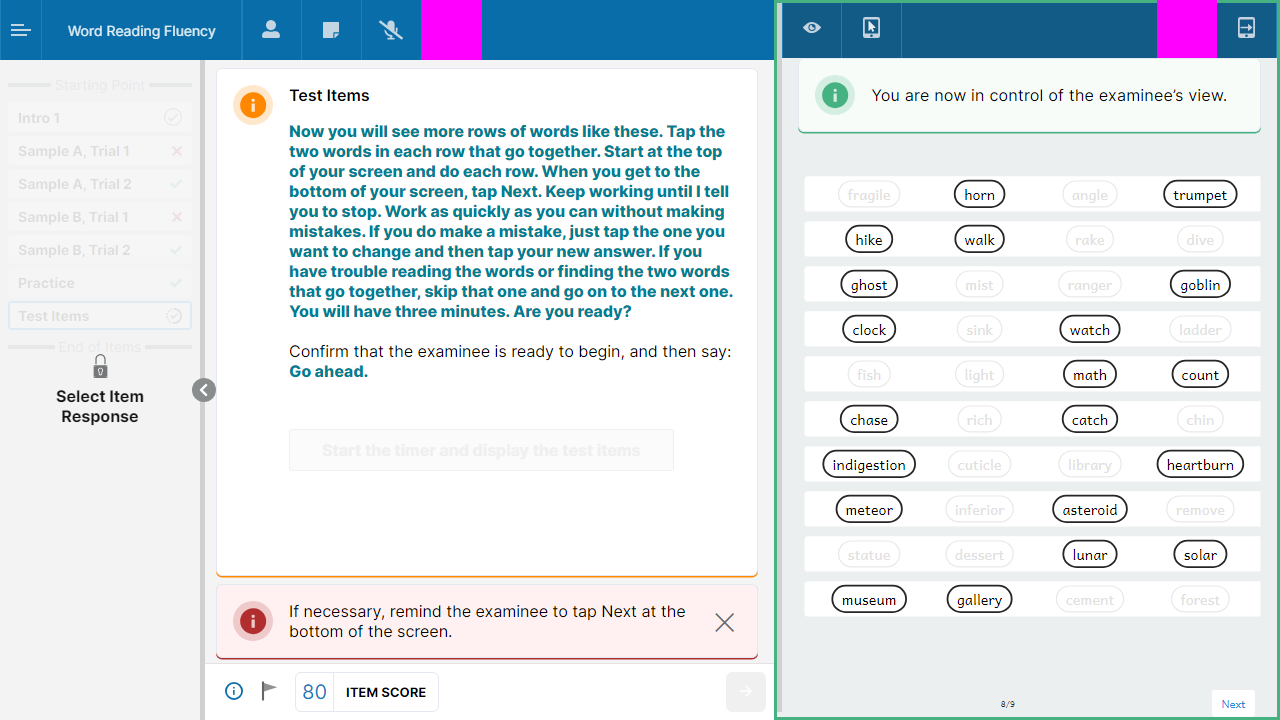 Word Reading Fluency
Starting Point
Intro 1
Sample A, Trial 1
Sample A, Trial 2
Sample B, Trial 1
Sample B, Trial 2
Practice
Test Items
End of Items
Select Item
Response
Test Items
Now you will see more rows of words like these. Tap the
two words in each row that go together. Start at the top
of your screen and do each row. When you get to the
bottom of your screen, tap Next. Keep working until I tell
you to stop. Work as quickly as you can without making
mistakes. If you do make a mistake, just tap the one you
want to change and then tap your new answer. If you
have trouble reading the words or finding the two words
that go together, skip that one and go on to the next one.
You will have three minutes. Are you ready?
Confirm that the examinee is ready to begin, and then say:
Go ahead.
Start the timer and display the test items
If necessary, remind the examinee to tap Next at the
bottom of the screen.
80 ITEM SCORE
You are now in control of the examinee's view.
fragile horn angle trumpet
hike walk rake dive
ghost mist ranger goblin
clock sink watch ladder
fish light math count
chase rich catch chin
indigestion cuticle library heartburn
meteor inferior asteroid remove
statue dessert lunar solar
museum gallery cement forest
8/9
Next